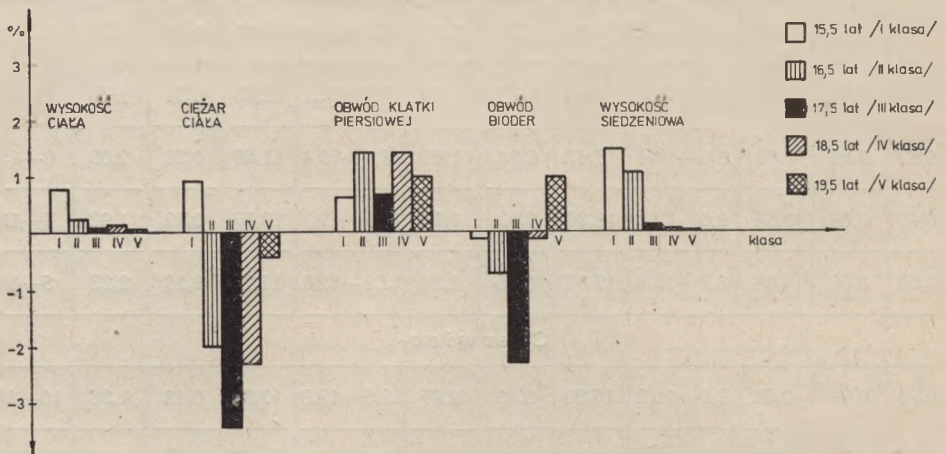 %
3
2
1
-1
-2
-3
WYSOKOŚĆ
CIAŁA
CIĘŻAR
CIAŁA
OBWÓD KLATKI
PIERSIOWEJ
OBWÓD
BIODER
WYSOKOŚĆ
SIEDZENIOWA
15,5 lat /I klasa/
16,5 lat /II klasa/
17,5 lat /III klasa/
18,5 lat /IV klasa/
19,5 lat /V klasa/
I II III IV V
I II III IV V
I II III IV V
I II III IV V
I II III IV V
klasa